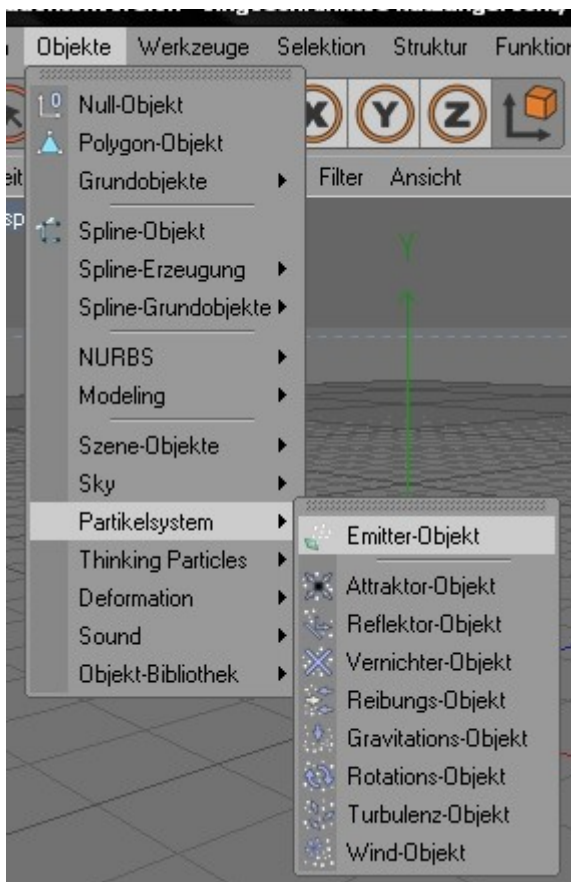 Objekte Werkzeuge Selektion Struktur Funktion
X Y Z
Filter Ansicht
Y
Null-Objekt
Polygon-Objekt
Grundobjekte
Spline-Objekt
Spline-Erzeugung
Spline-Grundobjekte
NURBS
Modeling
Szene-Objekte
Sky
Partikelsystem
Thinking Particles
Deformation
Sound
Objekt-Bibliothek
Emitter-Objekt
Attraktor-Objekt
Reflektor-Objekt
Vernichter-Objekt
Reibungs-Objekt
Gravitations-Objekt
Rotations-Objekt
Turbulenz-Objekt
Wind-Objekt